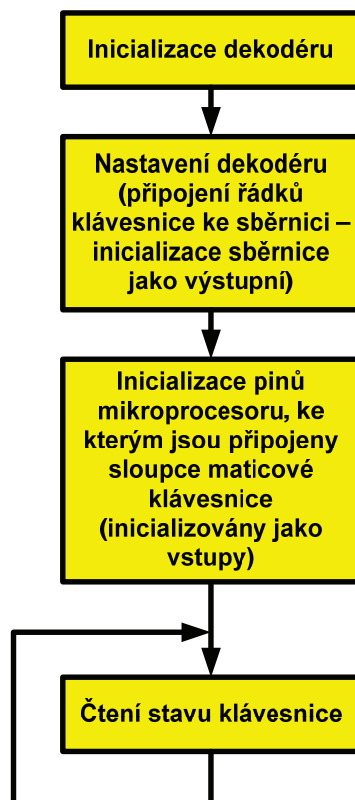 Inicializace dekodéru
Nastavení dekodéru
(připojení řádků
klávesnice ke sběrnici –
inicializace sběrnice
jako výstupní)
Inicializace pinů
mikroprocesoru, ke
kterým jsou připojeny
sloupce maticové
klávesnice
(inicializovány jako
vstupy)
Čtení stavu klávesnice